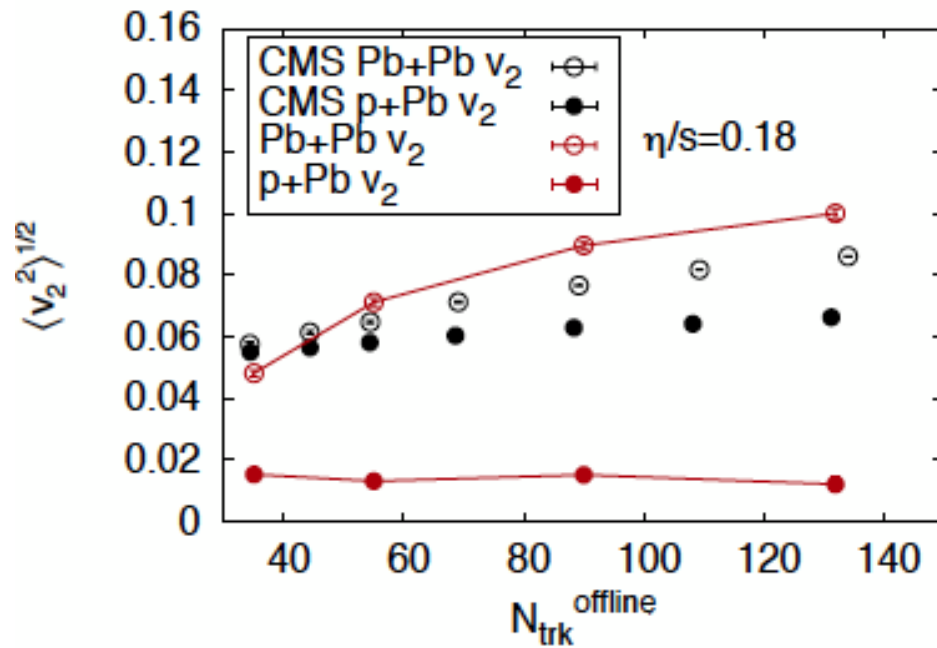 0.16
0.14
0.12
0.1
0.08
0.06
0.04
0.02
0
⟨v₂²⟩^1/2
CMS Pb+Pb v₂
CMS p+Pb v₂
Pb+Pb v₂
p+Pb v₂
η/s=0.18
40 60 80 100 120 140
N_trk^offline